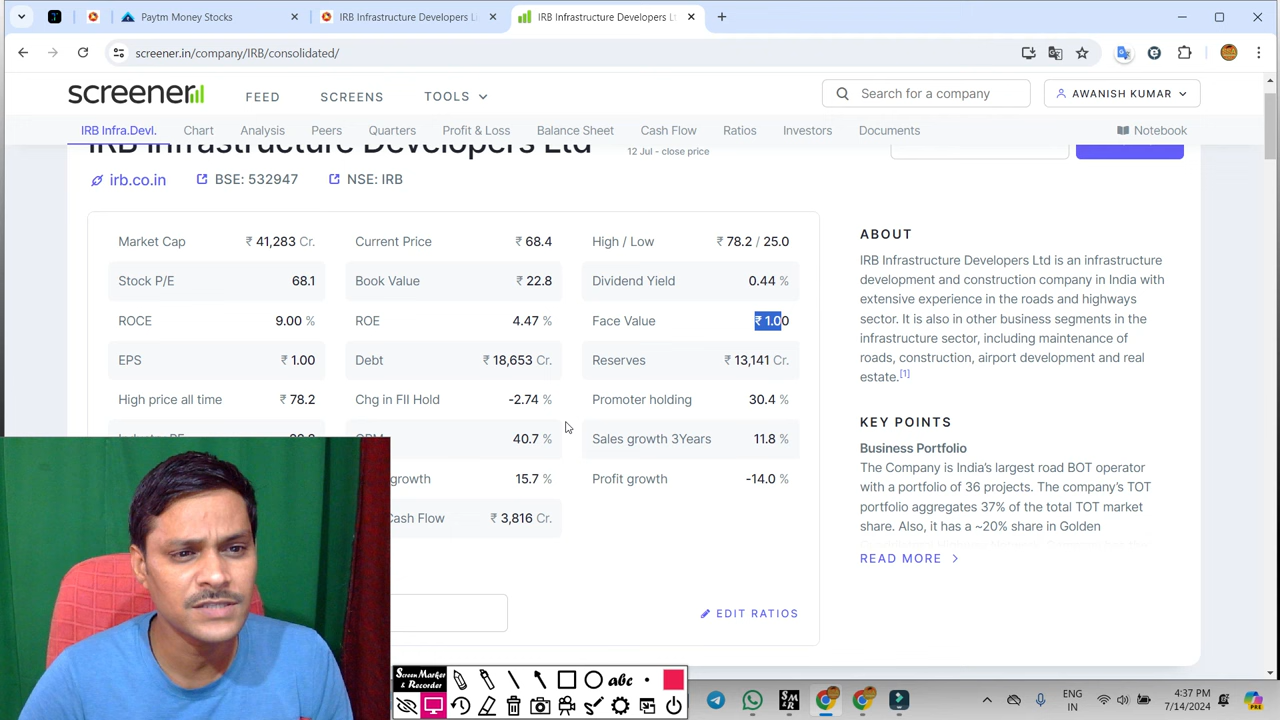 Paytm Money Stocks
IRB Infrastructure Developers L
IRB Infrastructure Developers Lt
screener.in/company/IRB/consolidated/
screener
FEED
SCREENS
TOOLS
Search for a company
AWANISH KUMAR
IRB Infra.Devl.
Chart
Analysis
Peers
Quarters
Profit & Loss
Balance Sheet
Cash Flow
Ratios
Investors
Documents
Notebook
IRB Infrastructure Developers Ltd
12 Jul - close price
irb.co.in
BSE: 532947
NSE: IRB
Market Cap ₹ 41,283 Cr.
Current Price ₹ 68.4
High / Low ₹ 78.2 / 25.0
Stock P/E 68.1
Book Value ₹ 22.8
Dividend Yield 0.44 %
ROCE 9.00 %
ROE 4.47 %
Face Value ₹ 1.00
EPS ₹ 1.00
Debt ₹ 18,653 Cr.
Reserves ₹ 13,141 Cr.
High price all time ₹ 78.2
Chg in FII Hold -2.74 %
Promoter holding 30.4 %
40.7 %
Sales growth 3Years 11.8 %
growth 15.7 %
Profit growth -14.0 %
Cash Flow ₹ 3,816 Cr.
EDIT RATIOS
ABOUT
IRB Infrastructure Developers Ltd is an infrastructure
development and construction company in India with
extensive experience in the roads and highways
sector. It is also in other business segments in the
infrastructure sector, including maintenance of
roads, construction, airport development and real
estate.[1]
KEY POINTS
Business Portfolio
The Company is India's largest road BOT operator
with a portfolio of 36 projects. The company's TOT
portfolio aggregates 37% of the total TOT market
share. Also, it has a ~20% share in Golden
READ MORE
Screen Marker
& Recorder
abc
S M
& R
ENG
IN
4:37 PM
7/14/2024
PRE